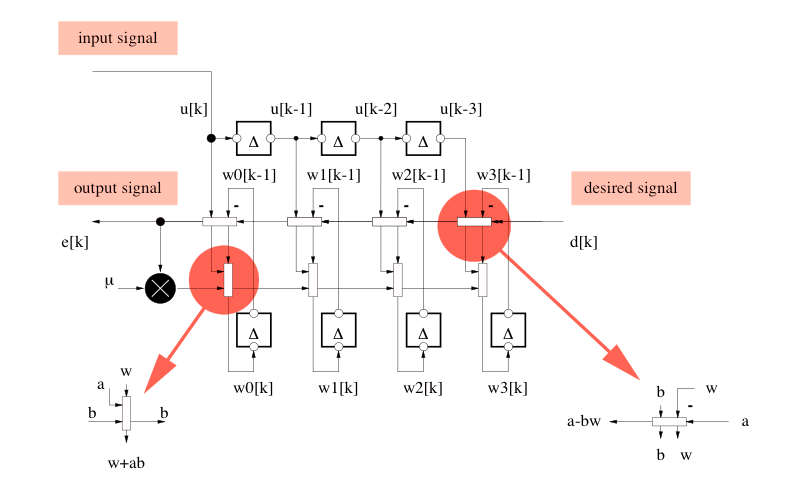 input signal
u[k]
u[k-1]
u[k-2]
u[k-3]
Δ
Δ
Δ
output signal
w0[k-1]
w1[k-1]
w2[k-1]
w3[k-1]
desired signal
-
-
-
-
e[k]
d[k]
μ
Δ
Δ
Δ
Δ
w0[k]
w1[k]
w2[k]
w3[k]
w
a
b
b
w+ab
b
w
-
a-bw
a
b
w